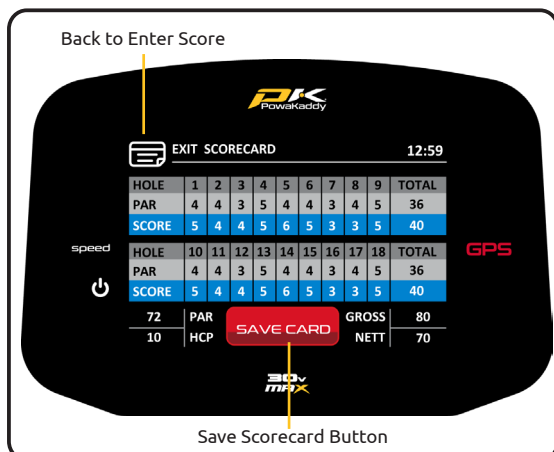 Back to Enter Score
PK
PowaKaddy
EXIT SCORECARD 12:59
HOLE 1 2 3 4 5 6 7 8 9 TOTAL
PAR 4 4 3 5 4 4 3 4 5 36
SCORE 5 4 4 5 6 5 3 3 5 40
speed GPS
HOLE 10 11 12 13 14 15 16 17 18 TOTAL
PAR 4 4 3 5 4 4 3 4 5 36
SCORE 5 4 4 5 6 5 3 3 5 40
72 PAR SAVE CARD GROSS 80
10 HCP NETT 70
30v
MAX
Save Scorecard Button